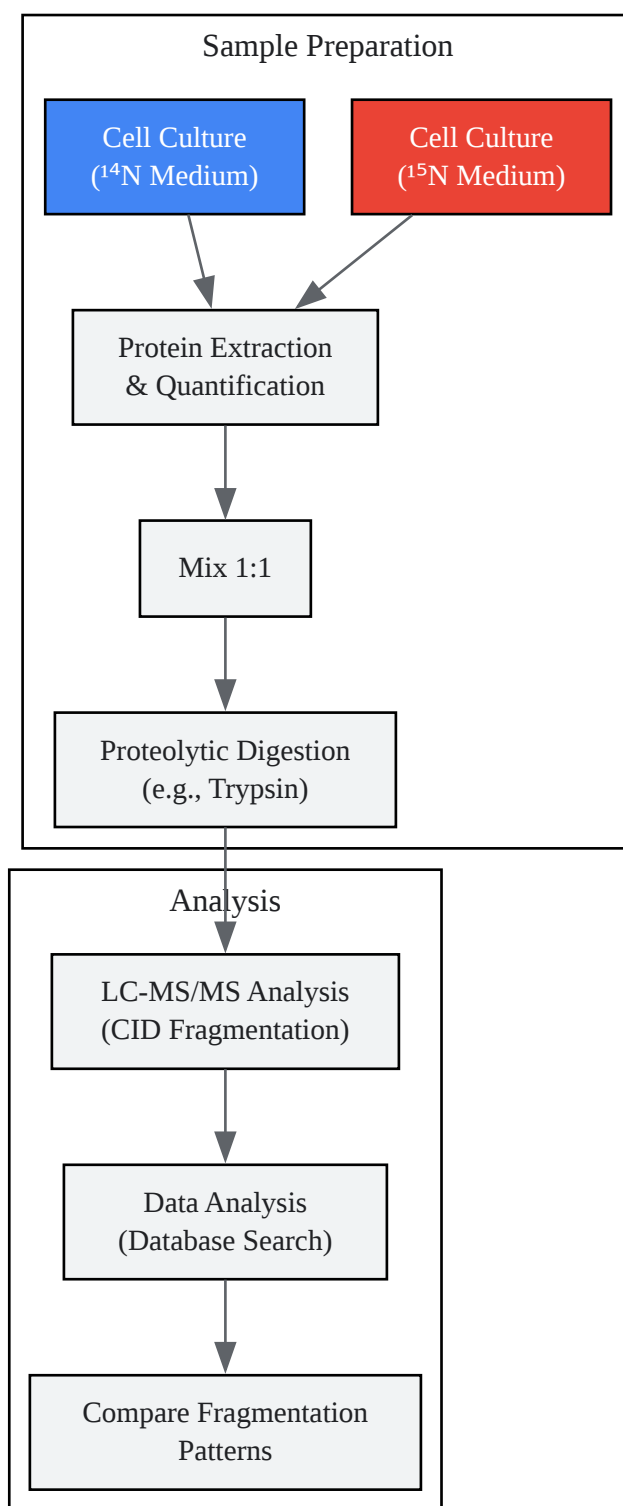 Sample Preparation
Cell Culture
(¹⁴N Medium)
Cell Culture
(¹⁵N Medium)
Protein Extraction
& Quantification
Mix 1:1
Proteolytic Digestion
(e.g., Trypsin)
Analysis
LC-MS/MS Analysis
(CID Fragmentation)
Data Analysis
(Database Search)
Compare Fragmentation
Patterns